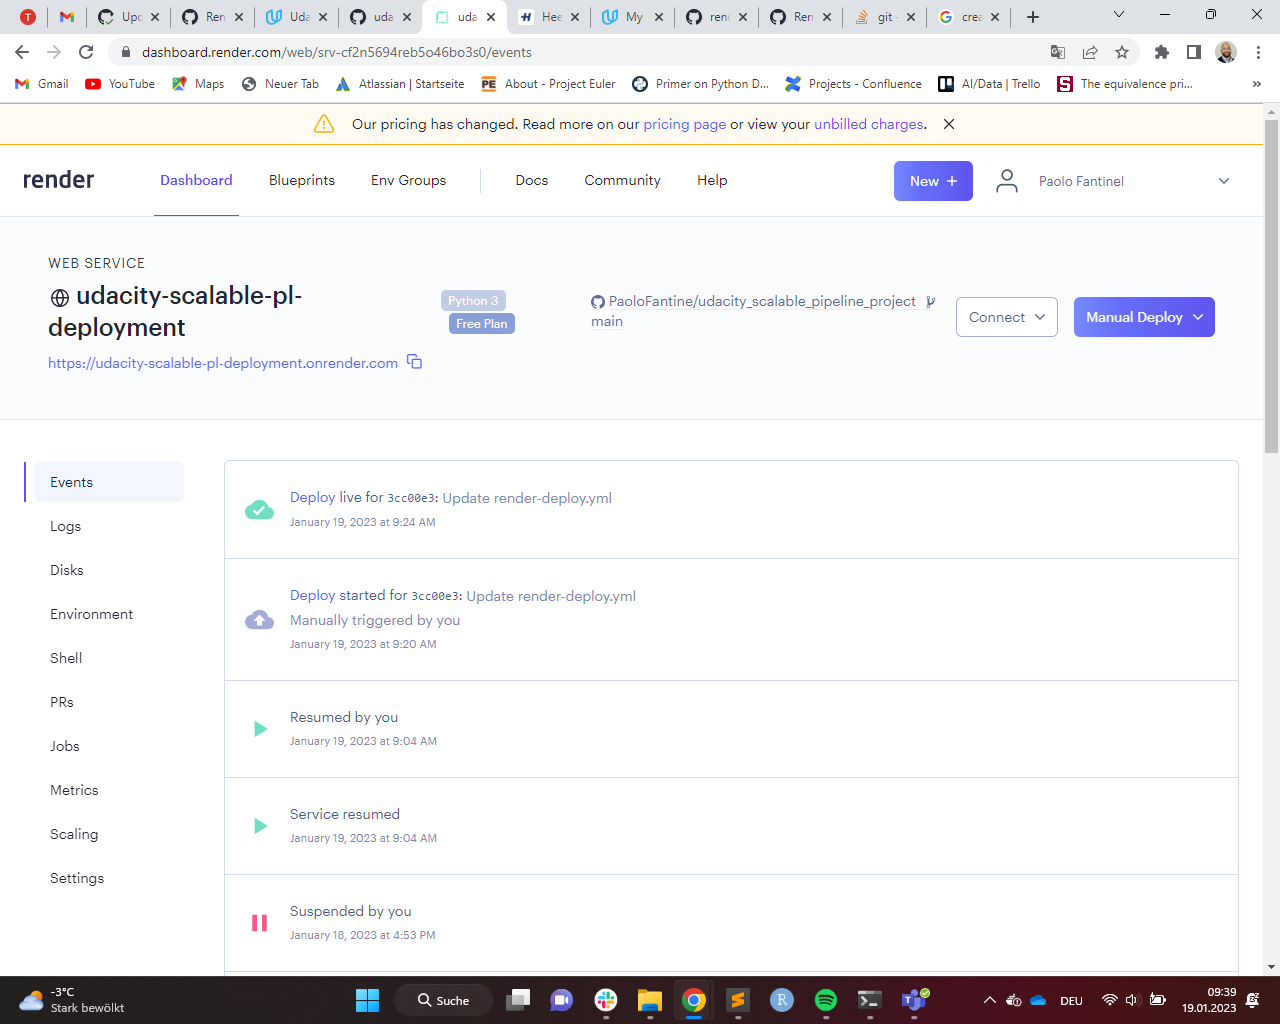 Upc
Ren
Uda
uda
uda
Hee
My
rend
Ren
git -
crea
dashboard.render.com/web/srv-cf2n5694reb5o46bo3s0/events
Gmail
YouTube
Maps
Neuer Tab
Atlassian | Startseite
About - Project Euler
Primer on Python D...
Projects - Confluence
AI/Data | Trello
The equivalence pri...
Our pricing has changed. Read more on our pricing page or view your unbilled charges.
render
Dashboard
Blueprints
Env Groups
Docs
Community
Help
New +
Paolo Fantinel
WEB SERVICE
udacity-scalable-pl-
deployment
Python 3
Free Plan
PaoloFantine/udacity_scalable_pipeline_project
main
Connect
Manual Deploy
https://udacity-scalable-pl-deployment.onrender.com
Events
Logs
Disks
Environment
Shell
PRs
Jobs
Metrics
Scaling
Settings
Deploy live for 3cc00e3: Update render-deploy.yml
January 19, 2023 at 9:24 AM
Deploy started for 3cc00e3: Update render-deploy.yml
Manually triggered by you
January 19, 2023 at 9:20 AM
Resumed by you
January 19, 2023 at 9:04 AM
Service resumed
January 19, 2023 at 9:04 AM
Suspended by you
January 18, 2023 at 4:53 PM
-3°C
Stark bewölkt
Suche
DEU
09:39
19.01.2023